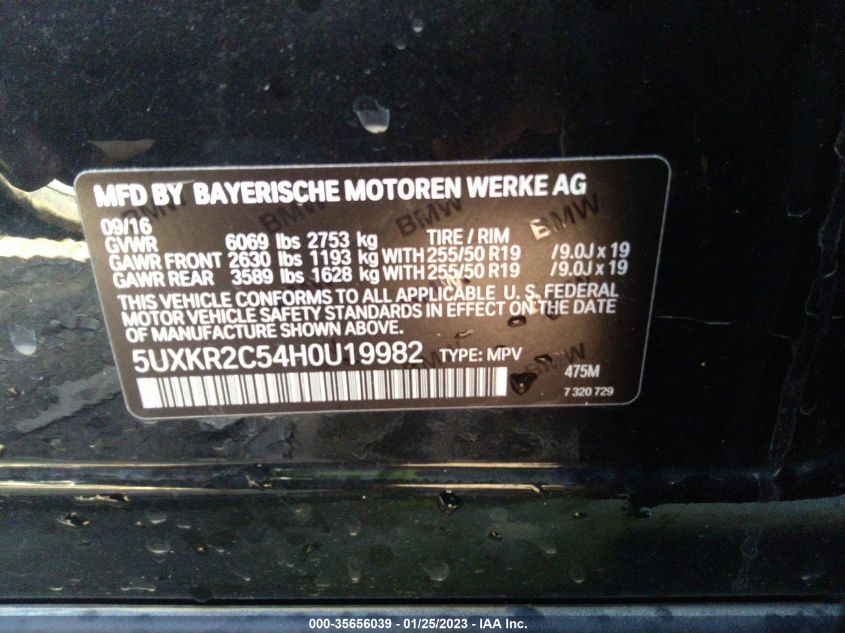 MFD BY BAYERISCHE MOTOREN WERKE AG
09/16
GVWR 6069 lbs 2753 kg TIRE / RIM
GAWR FRONT 2630 lbs 1193 kg WITH 255/50 R19 /9.0J x 19
GAWR REAR 3589 lbs 1628 kg WITH 255/50 R19 /9.0J x 19
THIS VEHICLE CONFORMS TO ALL APPLICABLE U. S. FEDERAL
MOTOR VEHICLE SAFETY STANDARDS IN EFFECT ON THE DATE
OF MANUFACTURE SHOWN ABOVE.
5UXKR2C54H0U19982 TYPE: MPV
475M
7 320 729
BMW BMW BMW
000-35656039 — 01/25/2023 — IAA Inc.